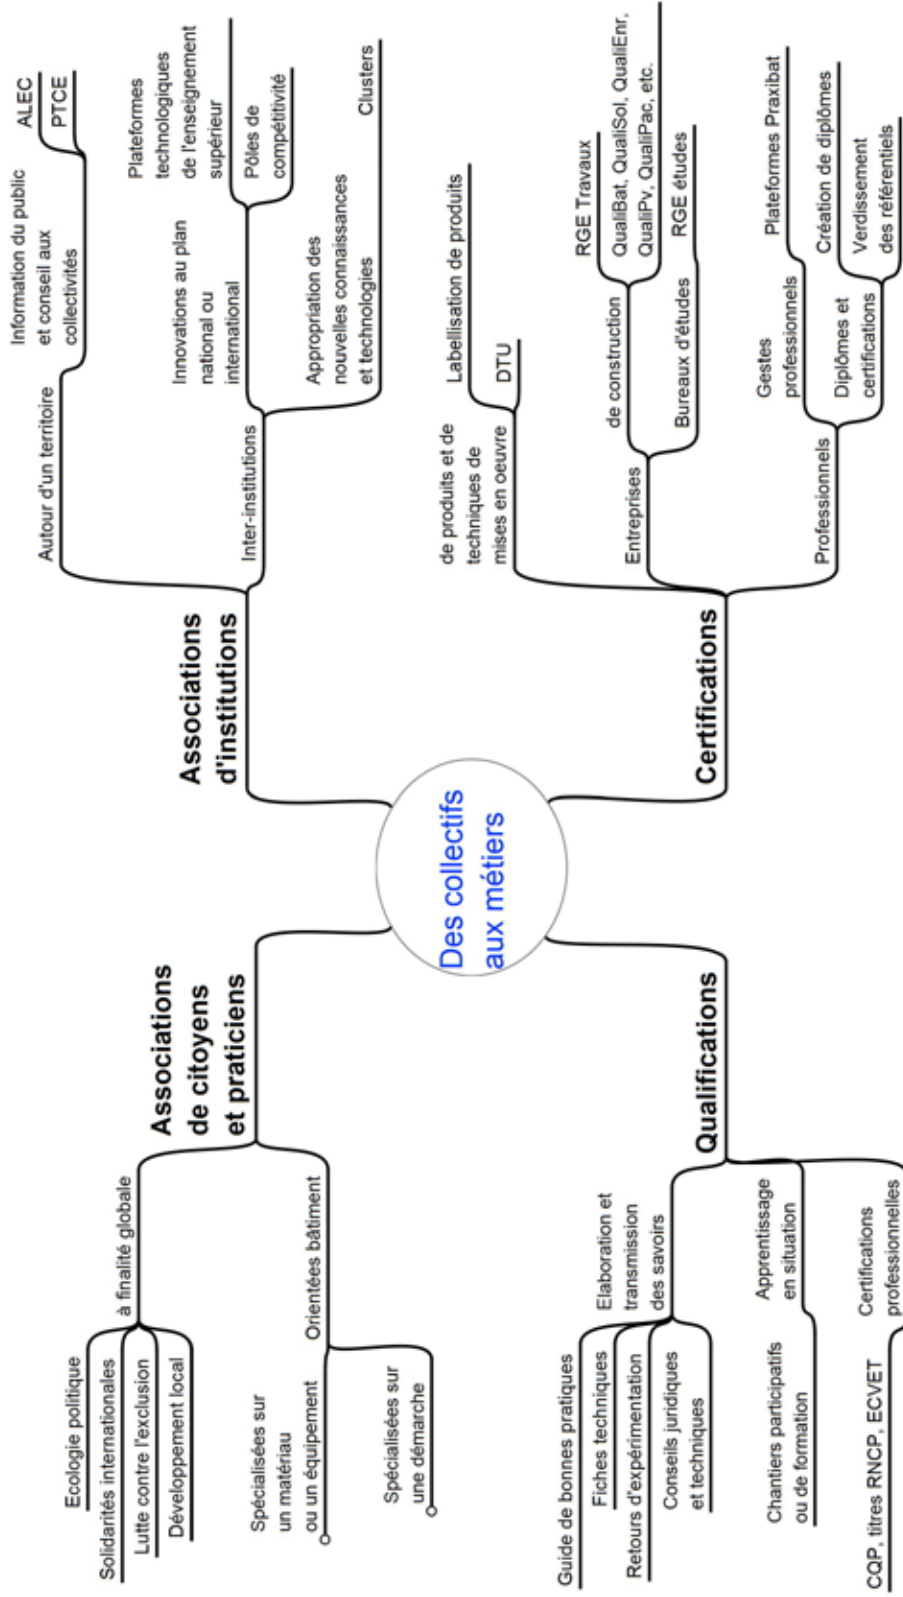 Des collectifs
aux métiers
Associations
de citoyens
et praticiens
à finalité globale
Ecologie politique
Solidarités internationales
Lutte contre l'exclusion
Développement local
Orientées bâtiment
Spécialisées sur
un matériau
ou un équipement
Spécialisées sur
une démarche
Associations
d'institutions
Autour d'un territoire
Information du public
et conseil aux
collectivités
ALEC
PTCE
Inter-institutions
Innovations au plan
national ou
international
Plateformes
technologiques
de l'enseignement
supérieur
Pôles de
compétitivité
Appropriation des
nouvelles connaissances
et technologies
Clusters
Qualifications
Elaboration et
transmission
des savoirs
Guide de bonnes pratiques
Fiches techniques
Retours d'expérimentation
Conseils juridiques
et techniques
Apprentissage
en situation
Chantiers participatifs
ou de formation
Certifications
professionnelles
CQP, titres RNCP, ECVET
Certifications
de produits et de
techniques de
mises en oeuvre
Labellisation de produits
DTU
Entreprises
de construction
RGE Travaux
QualiBat, QualiSol, QualiEnr,
QualiPv, QualiPac, etc.
Bureaux d'études
RGE études
Professionnels
Gestes
professionnels
Plateformes Praxibat
Diplômes et
certifications
Création de diplômes
Verdissement
des référentiels